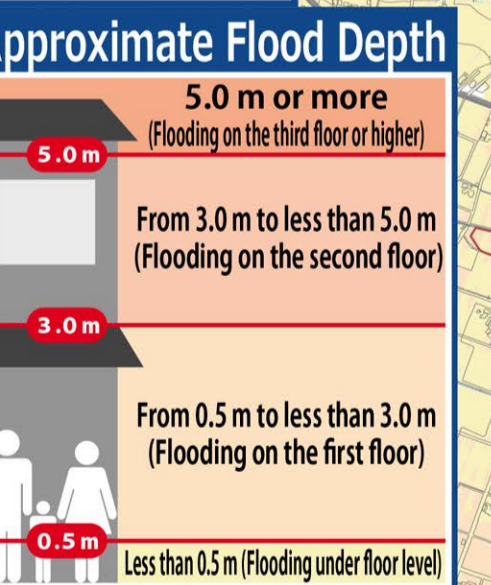 pproximate Flood Depth
5.0 m or more
(Flooding on the third floor or higher)
5.0 m
From 3.0 m to less than 5.0 m
(Flooding on the second floor)
3.0 m
From 0.5 m to less than 3.0 m
(Flooding on the first floor)
0.5 m
Less than 0.5 m (Flooding under floor level)